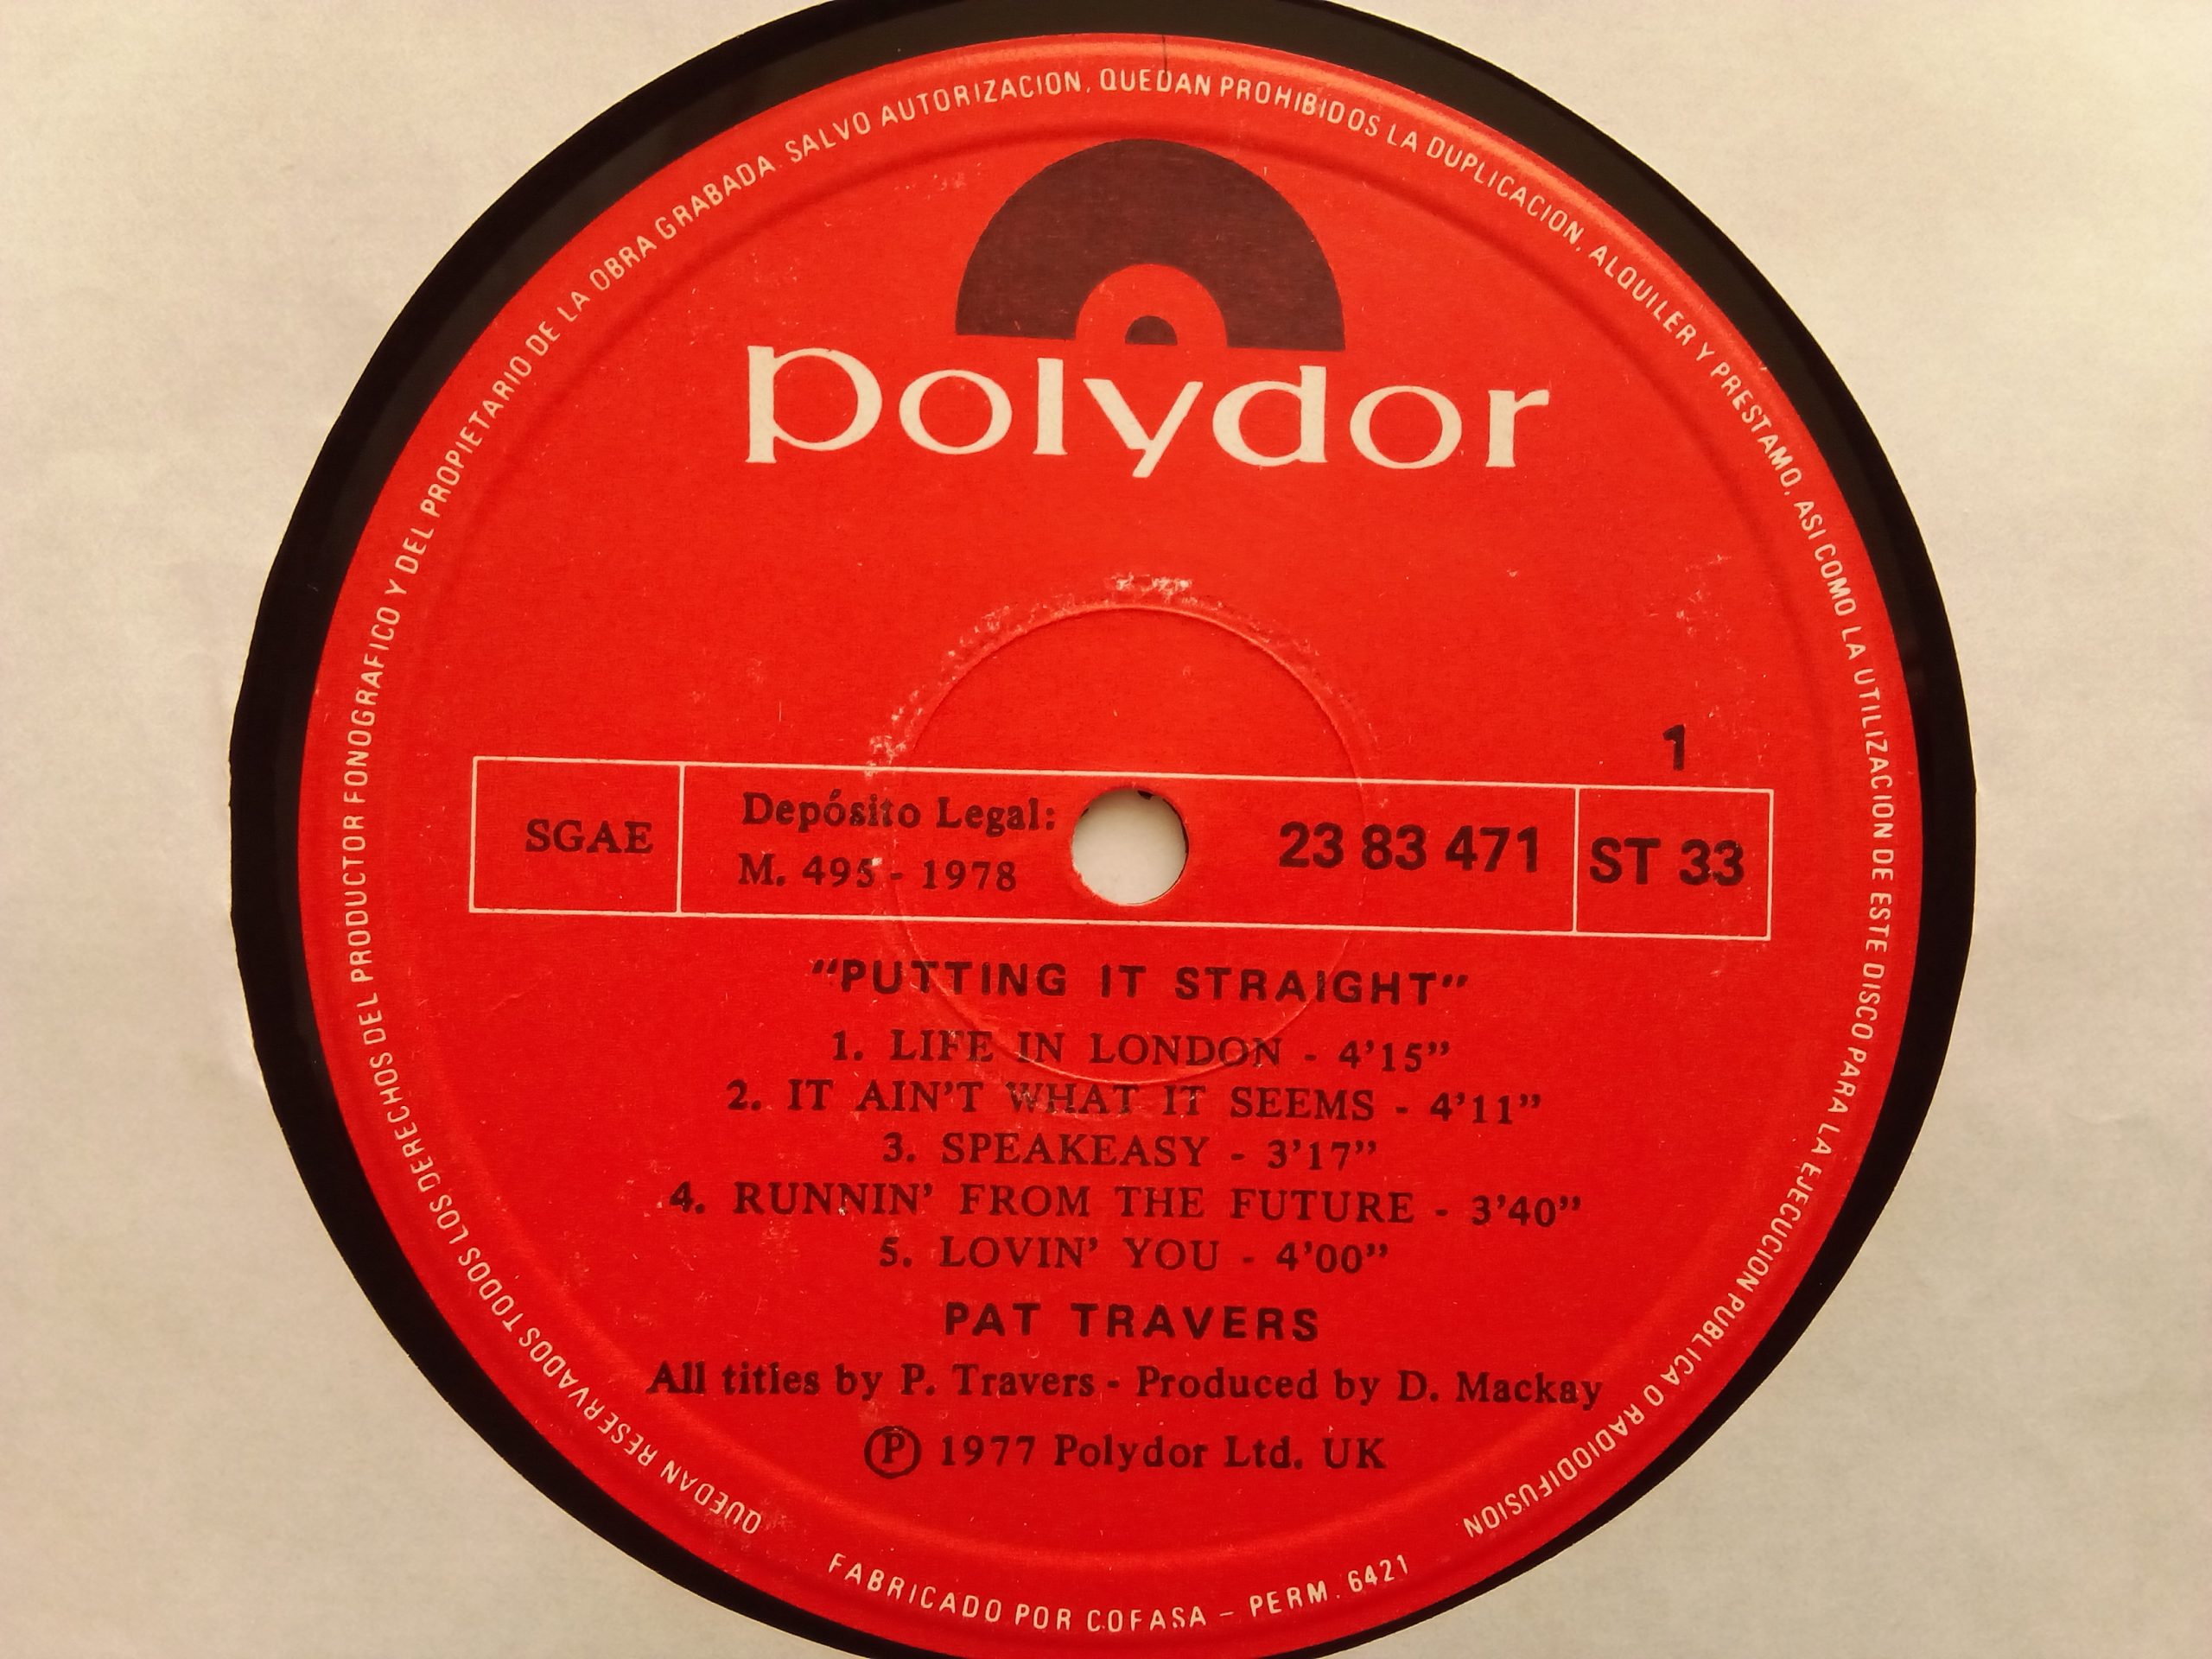 QUEDAN RESERVADOS TODOS LOS DERECHOS DEL PRODUCTOR FONOGRAFICO Y DEL PROPIETARIO DE LA OBRA GRABADA. SALVO AUTORIZACION, QUEDAN PROHIBIDOS LA DUPLICACION, ALQUILER Y PRESTAMO, ASI COMO LA UTILIZACION DE ESTE DISCO PARA LA EJECUCION PUBLICA O RADIODIFUSION
polydor
1
SGAE
Depósito Legal:
M. 495 - 1978
23 83 471
ST 33
"PUTTING IT STRAIGHT"
1. LIFE IN LONDON - 4'15"
2. IT AIN'T WHAT IT SEEMS - 4'11"
3. SPEAKEASY - 3'17"
4. RUNNIN' FROM THE FUTURE - 3'40"
5. LOVIN' YOU - 4'00"
PAT TRAVERS
All titles by P. Travers - Produced by D. Mackay
Ⓟ 1977 Polydor Ltd. UK
FABRICADO POR COFASA - PERM. 6421